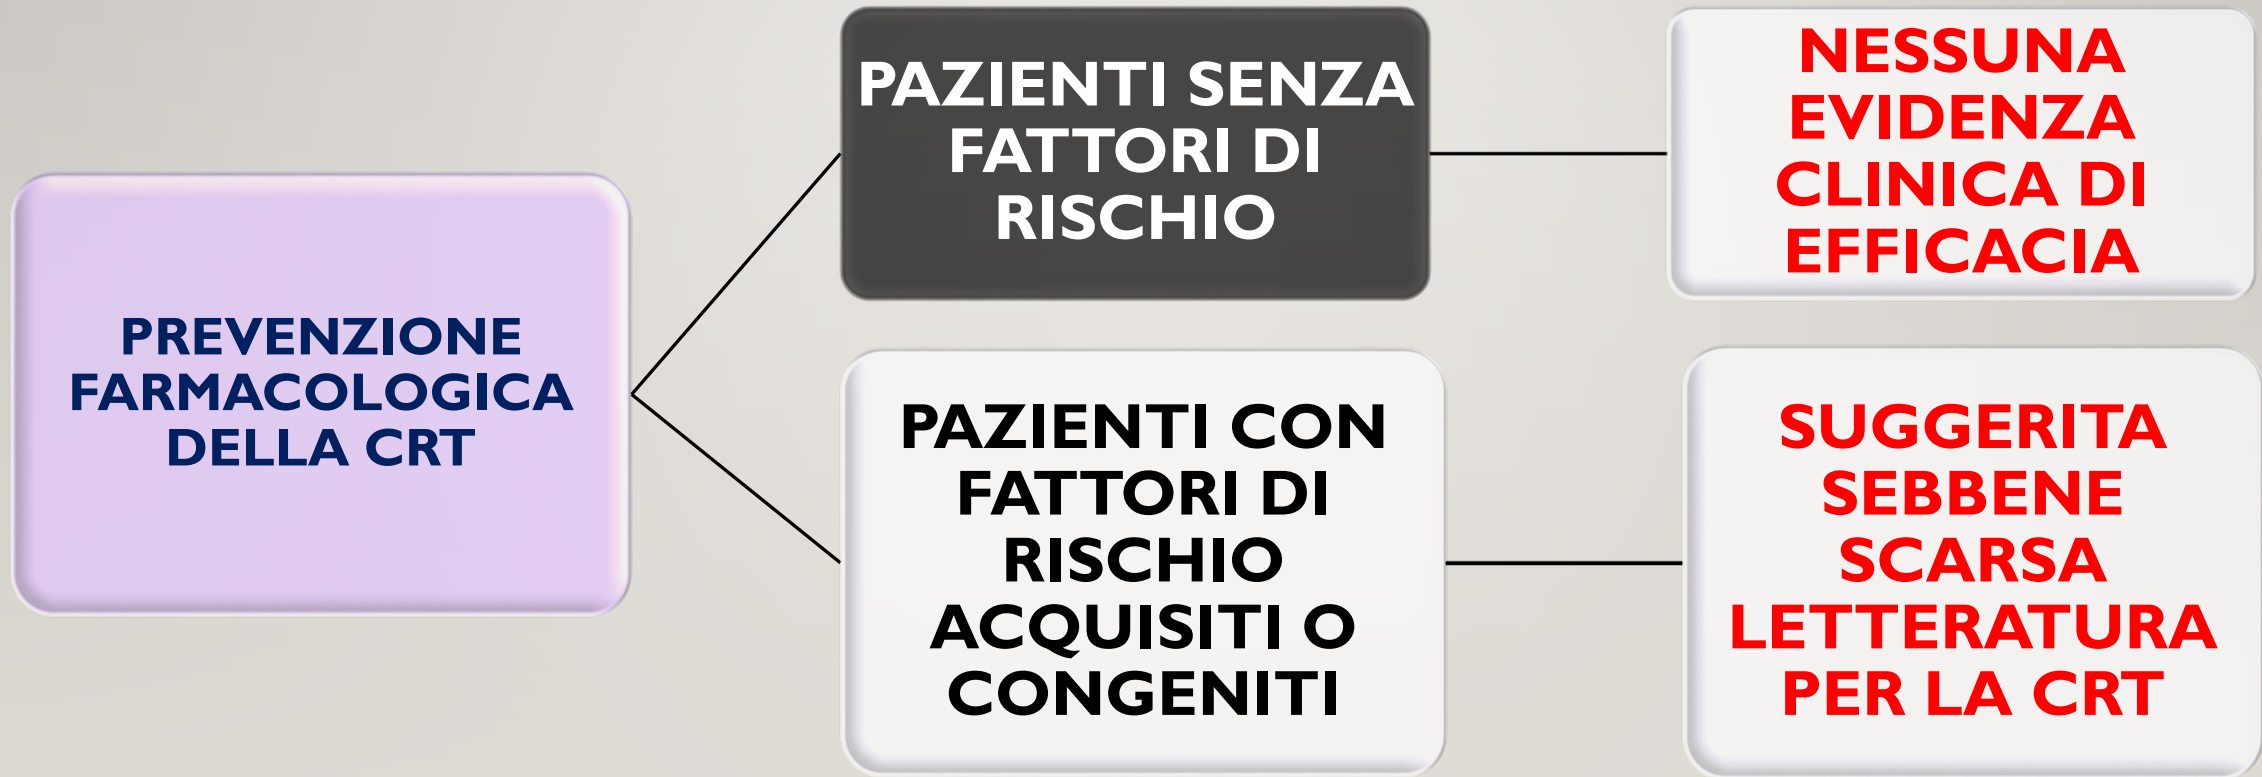 PREVENZIONE
FARMACOLOGICA
DELLA CRT
PAZIENTI SENZA
FATTORI DI
RISCHIO
NESSUNA
EVIDENZA
CLINICA DI
EFFICACIA
PAZIENTI CON
FATTORI DI
RISCHIO
ACQUISITI O
CONGENITI
SUGGERITA
SEBBENE
SCARSA
LETTERATURA
PER LA CRT